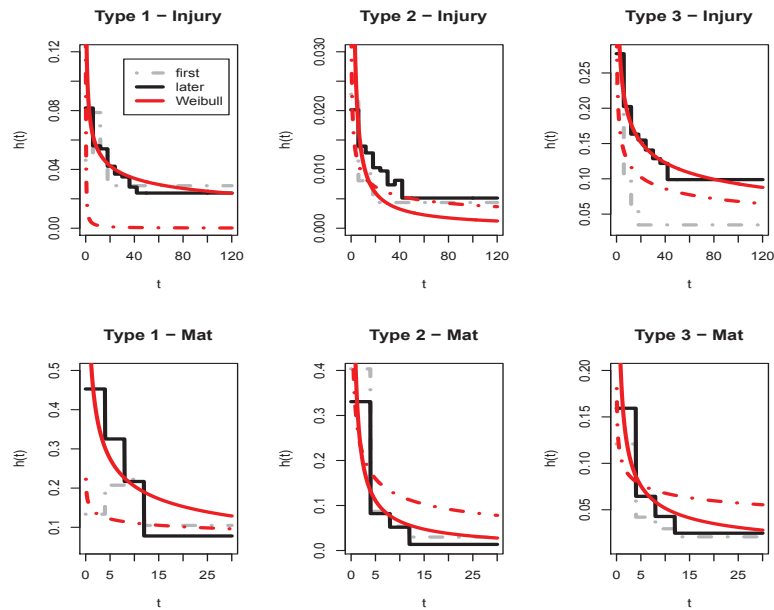 Type 1 – Injury
Type 2 – Injury
Type 3 – Injury
h(t)
0.00
0.04
0.08
0.12
first
later
Weibull
0 40 80 120
t
h(t)
0.000
0.010
0.020
0.030
0 40 80 120
t
h(t)
0.05
0.10
0.15
0.20
0.25
0 40 80 120
t
Type 1 – Mat
Type 2 – Mat
Type 3 – Mat
h(t)
0.1
0.2
0.3
0.4
0.5
0 5 15 25
t
h(t)
0.0
0.1
0.2
0.3
0.4
0 5 15 25
t
h(t)
0.05
0.10
0.15
0.20
0 5 15 25
t